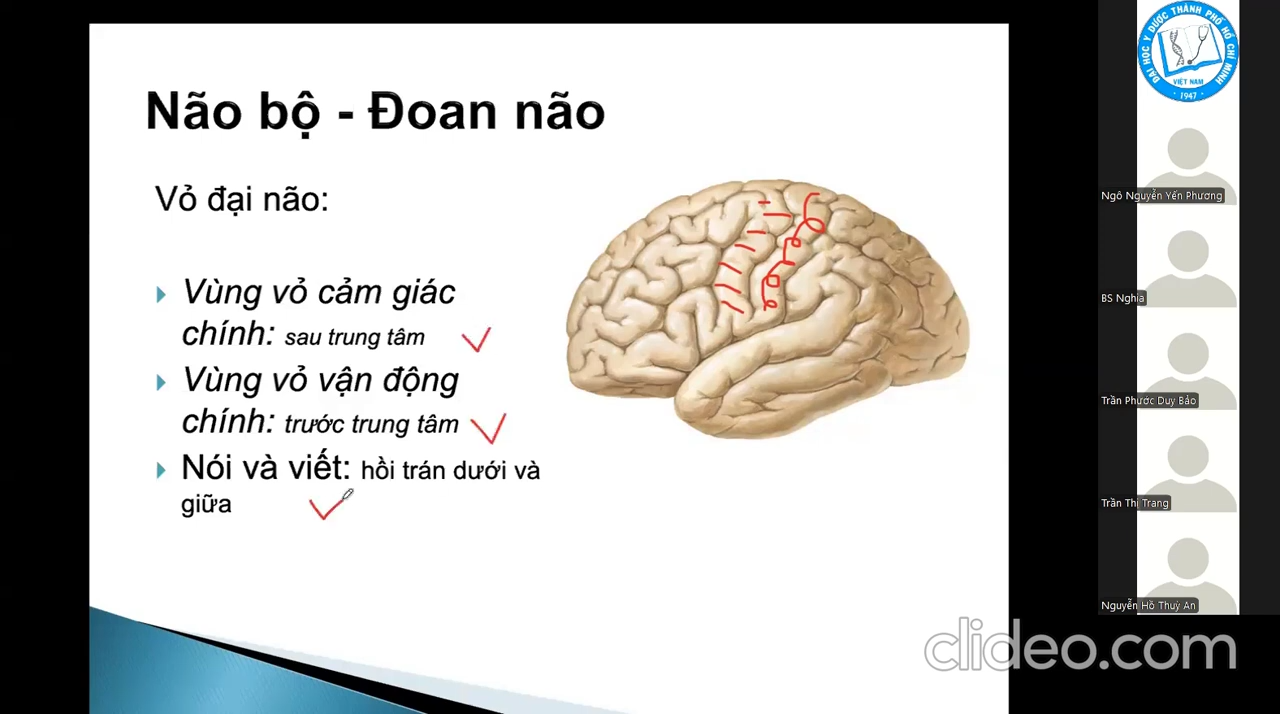 Não bộ - Đoan não
Vỏ đại não:
Vùng vỏ cảm giác
chính: sau trung tâm
Vùng vỏ vận động
chính: trước trung tâm
Nói và viết: hồi trán dưới và
giữa
ĐẠI HỌC Y DƯỢC THÀNH PHỐ HỒ CHÍ MINH
VIỆT NAM
1947
Ngô Nguyễn Yến Phương
BS Nghĩa
Trần Phước Duy Bảo
Trần Thị Trang
Nguyễn Hồ Thuỳ An
clideo.com